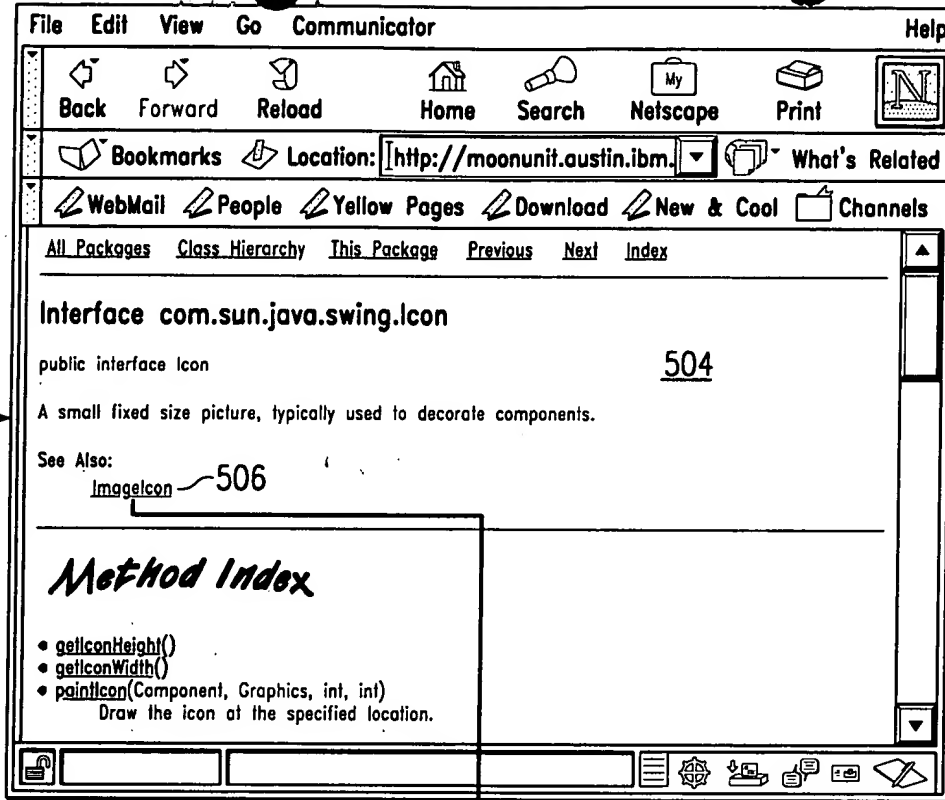 File Edit View Go Communicator Help
Back Forward Reload Home Search Netscape Print
My
N
Bookmarks Location: http://moonunit.austin.ibm. What's Related
WebMail People Yellow Pages Download New & Cool Channels
All Packages Class Hierarchy This Package Previous Next Index
Interface com.sun.java.swing.Icon
public interface Icon
504
A small fixed size picture, typically used to decorate components.
See Also:
ImageIcon 506
Method Index
• getIconHeight()
• getIconWidth()
• paintIcon(Component, Graphics, int, int)
Draw the icon at the specified location.